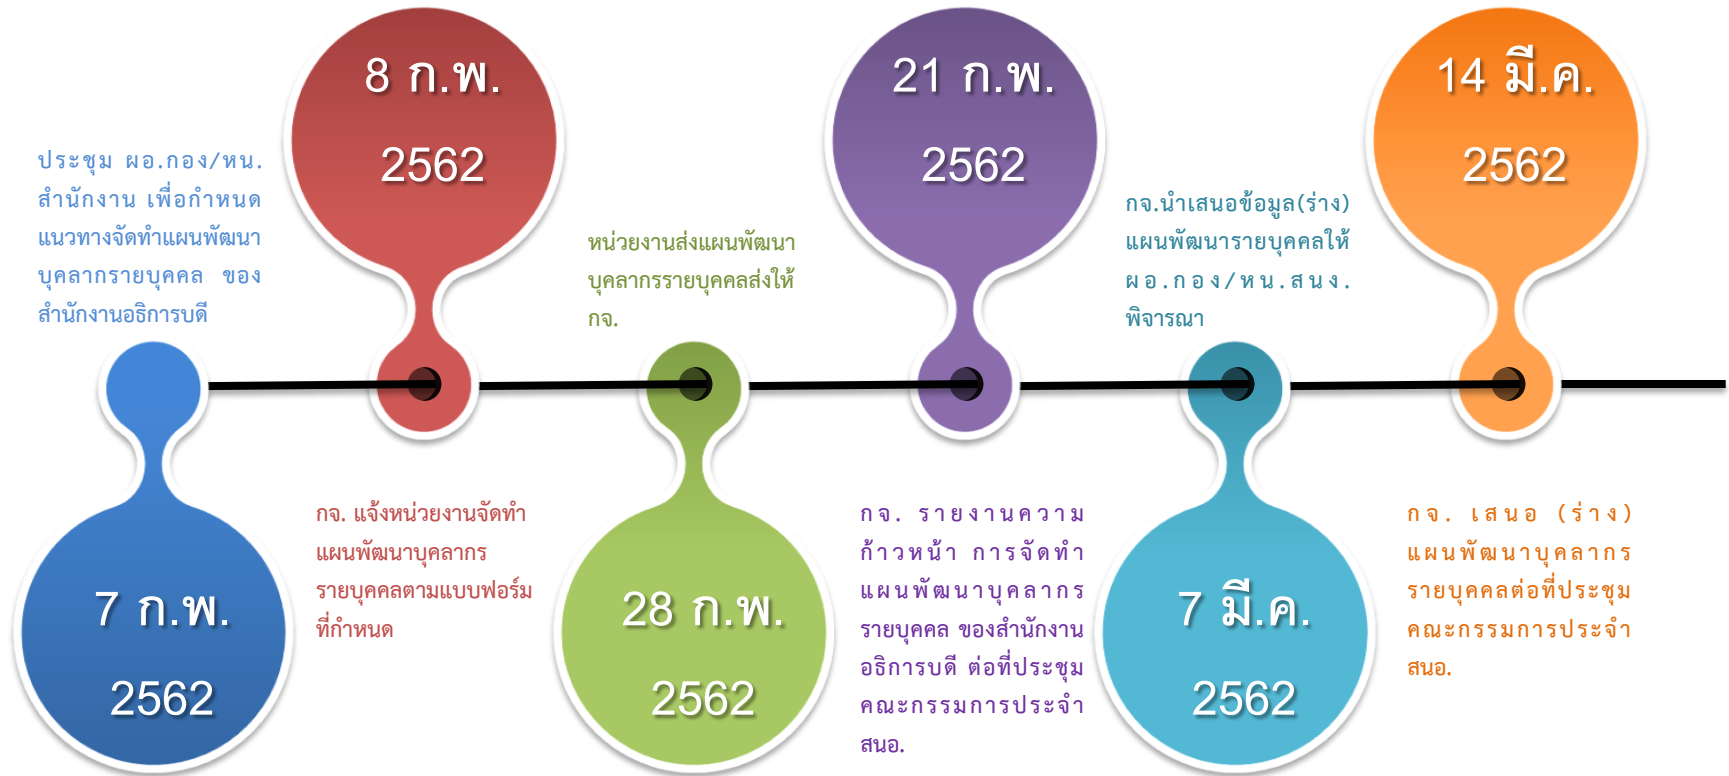 ประชุม ผอ.กอง/หน.
สำนักงาน เพื่อกำหนด
แนวทางจัดทำแผนพัฒนา
บุคลากรายบุคคล ของ
สำนักงานอธิการบดี
7 ก.พ.
2562
8 ก.พ.
2562
กจ. แจ้งหน่วยงานจัดทำ
แผนพัฒนาบุคลากร
รายบุคคลตามแบบฟอร์ม
ที่กำหนด
หน่วยงานส่งแผนพัฒนา
บุคลากรรายบุคคลส่งให้
กจ.
28 ก.พ.
2562
21 ก.พ.
2562
กจ. รายงานความ
ก้าวหน้า การจัดทำ
แผนพัฒนาบุคลากร
รายบุคคล ของสำนักงาน
อธิการบดี ต่อที่ประชุม
คณะกรรมการประจำ
สนอ.
กจ.นำเสนอข้อมูล(ร่าง)
แผนพัฒนารายบุคคลให้
ผอ.กอง/หน.สนง.
พิจารณา
7 มี.ค.
2562
14 มี.ค.
2562
กจ. เสนอ (ร่าง)
แผนพัฒนาบุคลากร
รายบุคคลต่อที่ประชุม
คณะกรรมการประจำ
สนอ.